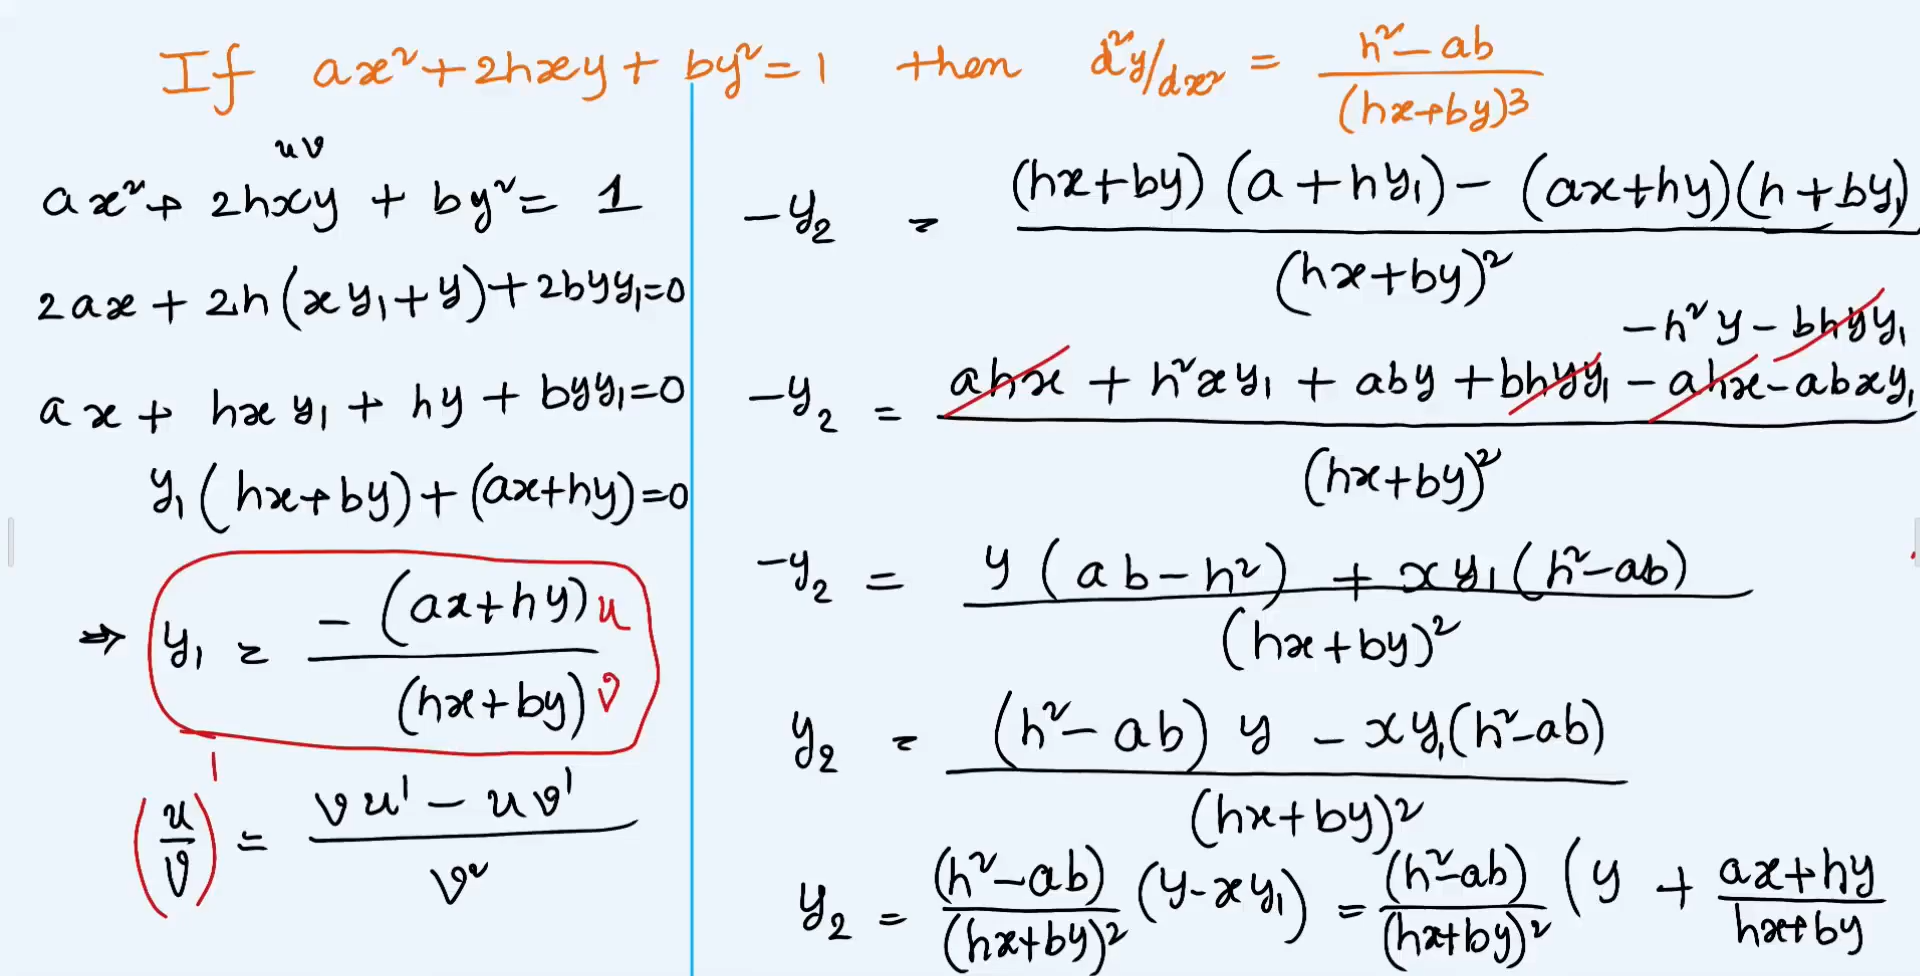 If ax²+2hxy+by²=1 then d²y/dx² = h²-ab/(hx+by)3
uv
ax²+2hxy+by²=1
2ax+2h(xy₁+y)+2byy₁=0
ax+hxy₁+hy+byy₁=0
y₁(hx+by)+(ax+hy)=0
⇒ y₁ = -(ax+hy)u/(hx+by)v
(u/v)' = vu'-uv'/v²
-y₂ = (hx+by)(a+hy₁)-(ax+hy)(h+by₁)/(hx+by)²
-h²y-bhyy₁
-y₂ = ahx+h²xy₁+aby+bhyy₁-ahx-abxy₁/(hx+by)²
-y₂ = y(ab-h²)+xy₁(h²-ab)/(hx+by)²
y₂ = (h²-ab)y-xy₁(h²-ab)/(hx+by)²
y₂ = (h²-ab)/(hx+by)² (y-xy₁) = (h²-ab)/(hx+by)² (y + ax+hy/hx+by